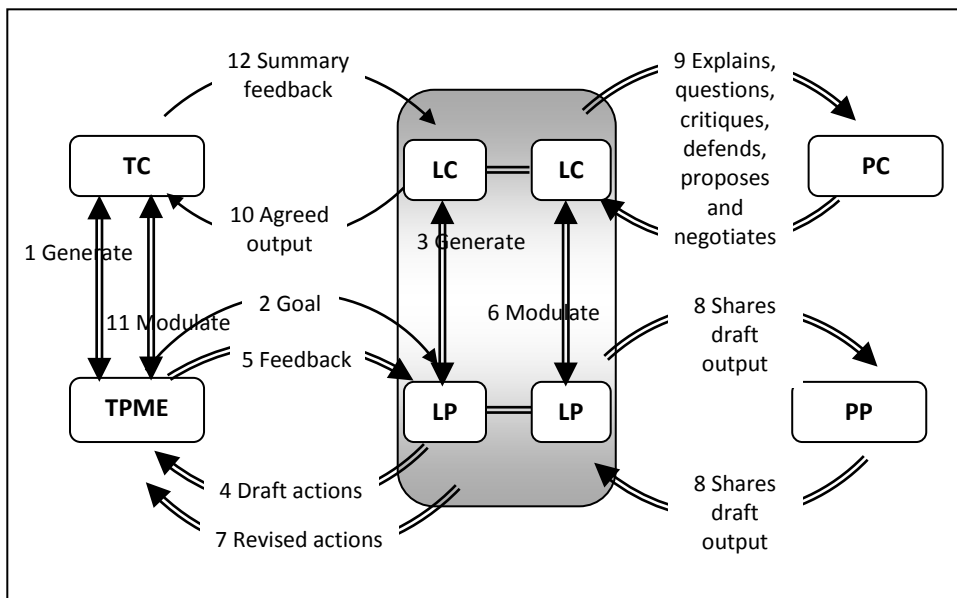 12 Summary
feedback
9 Explains,
questions,
critiques,
defends,
proposes
and
negotiates
TC
LC
LC
PC
10 Agreed
output
1 Generate
3 Generate
11 Modulate
2 Goal
6 Modulate
5 Feedback
8 Shares
draft
output
TPME
LP
LP
PP
4 Draft actions
7 Revised actions
8 Shares
draft
output